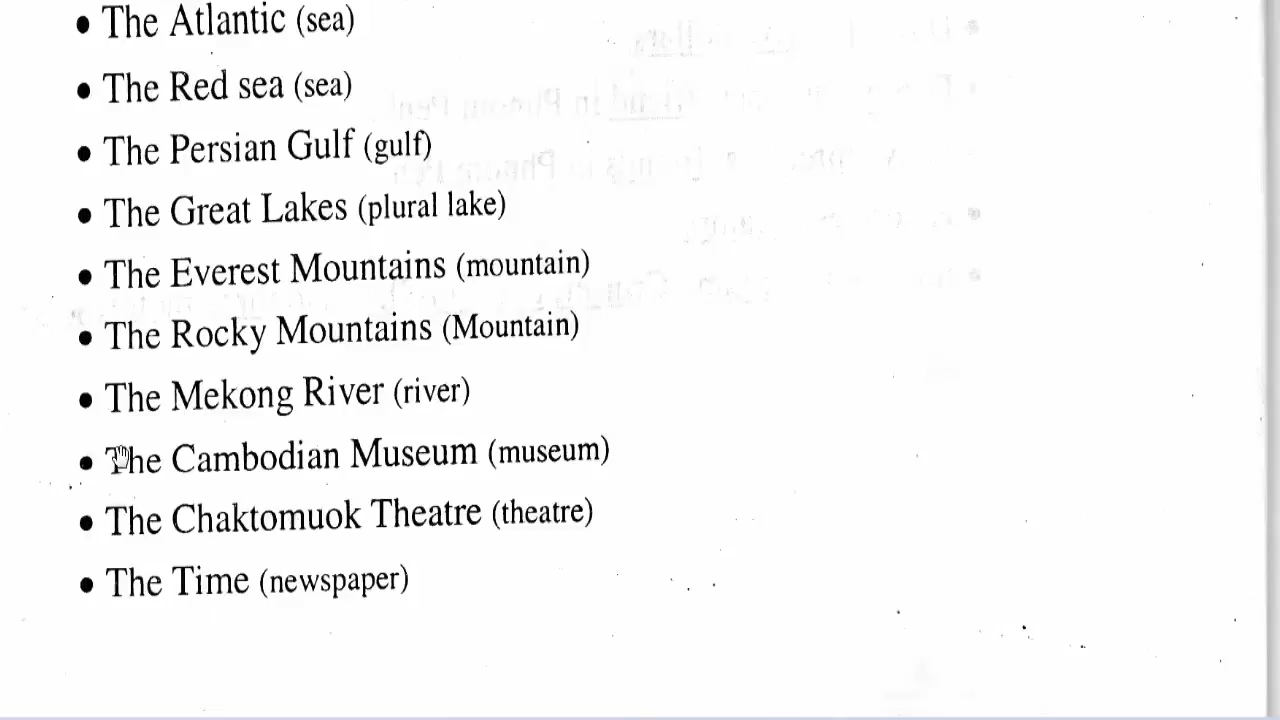 • The Atlantic (sea)
• The Red sea (sea)
• The Persian Gulf (gulf)
• The Great Lakes (plural lake)
• The Everest Mountains (mountain)
• The Rocky Mountains (Mountain)
• The Mekong River (river)
• The Cambodian Museum (museum)
• The Chaktomuok Theatre (theatre)
• The Time (newspaper)